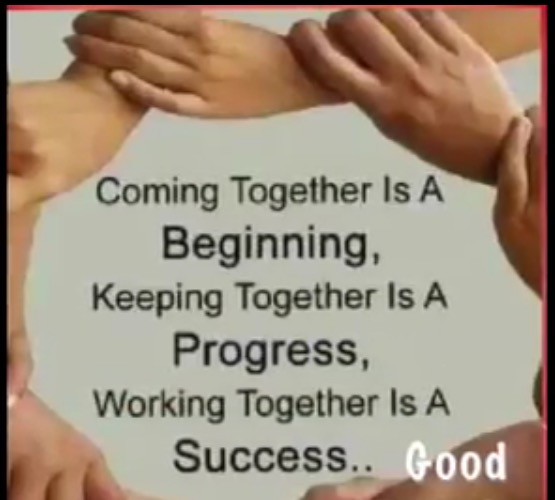 Coming Together Is A
Beginning,
Keeping Together Is A
Progress,
Working Together Is A
Success.. Good